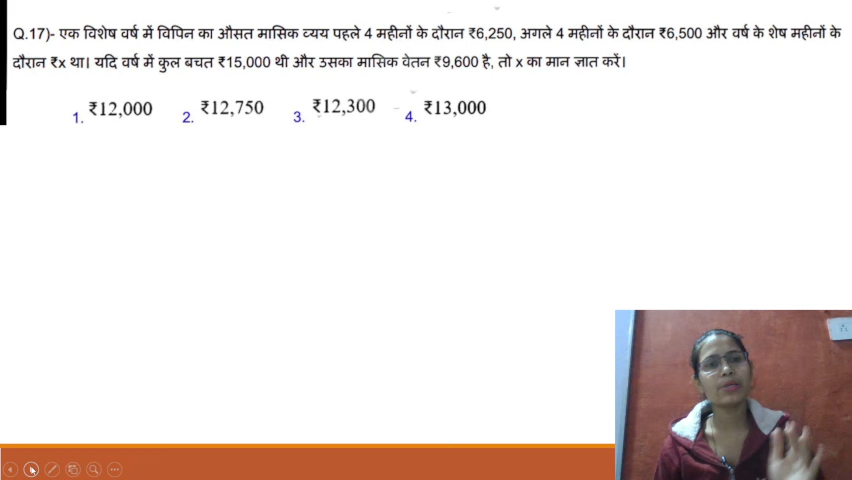 Q.17)- एक विशेष वर्ष में विपिन का औसत मासिक व्यय पहले 4 महीनों के दौरान ₹6,250, अगले 4 महीनों के दौरान ₹6,500 और वर्ष के शेष महीनों के
दौरान ₹x था। यदि वर्ष में कुल बचत ₹15,000 थी और उसका मासिक वेतन ₹9,600 है, तो x का मान ज्ञात करें।
1. ₹12,000 2. ₹12,750 3. ₹12,300 4. ₹13,000